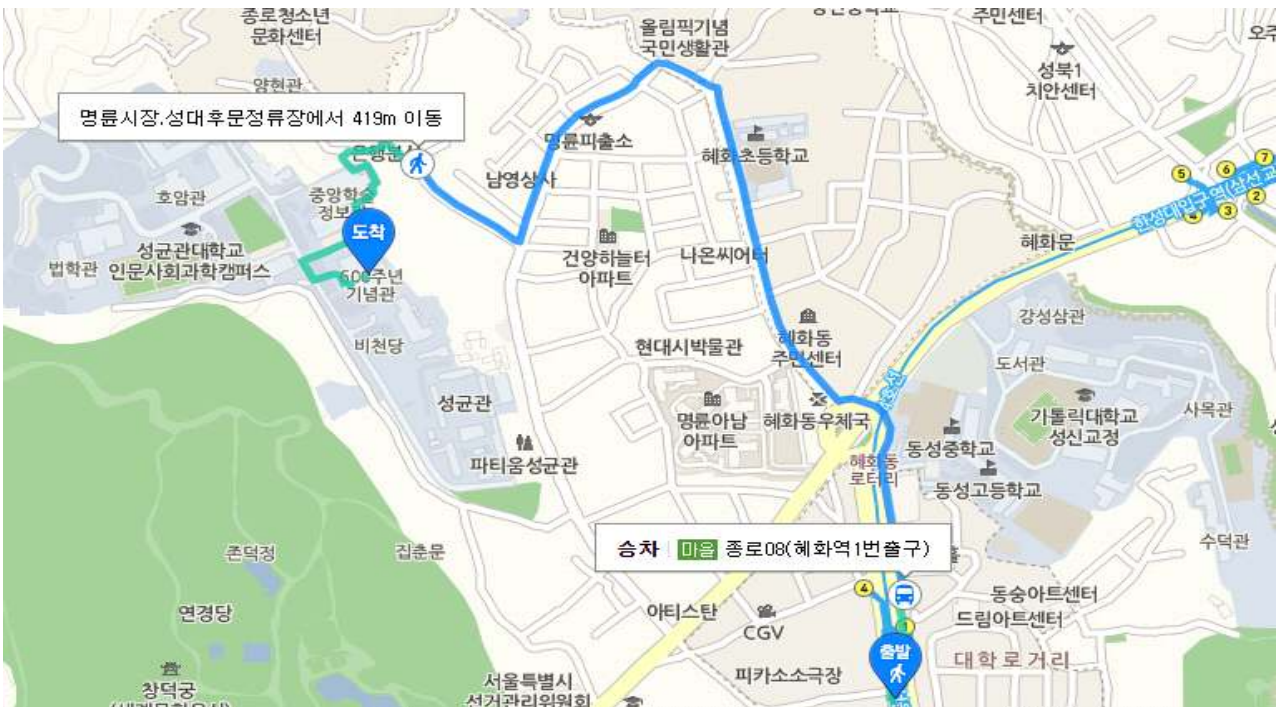 종로청소년
문화센터
올림픽기념
국민생활관
주민센터
성북1
치안센터
양현관
명륜시장.성대후문정류장에서 419m 이동
남영상사
혜화초등학교
호암관
중앙학술
정보
도착
성균관대학교
인문사회과학캠퍼스
법학관
600주년
기념관
건양하늘터
아파트
나온씨어터
혜화문
한성대입구역(삼선교
5
6
7
4
3
2
비천당
현대시박물관
혜화동
주민센터
강성삼관
도서관
성균관
명륜아남
아파트
혜화동우체국
가톨릭대학교
성신교정
사목관
파티움성균관
동성중학교
혜화동
로터리
동성고등학교
승차 마을 종로08(혜화역1번출구)
수덕관
존덕정
집춘문
연경당
아티스탄
CGV
4
1
동숭아트센터
드림아트센터
출발
대학로거리
피카소소극장
창덕궁
서울특별시
선거관리위원회